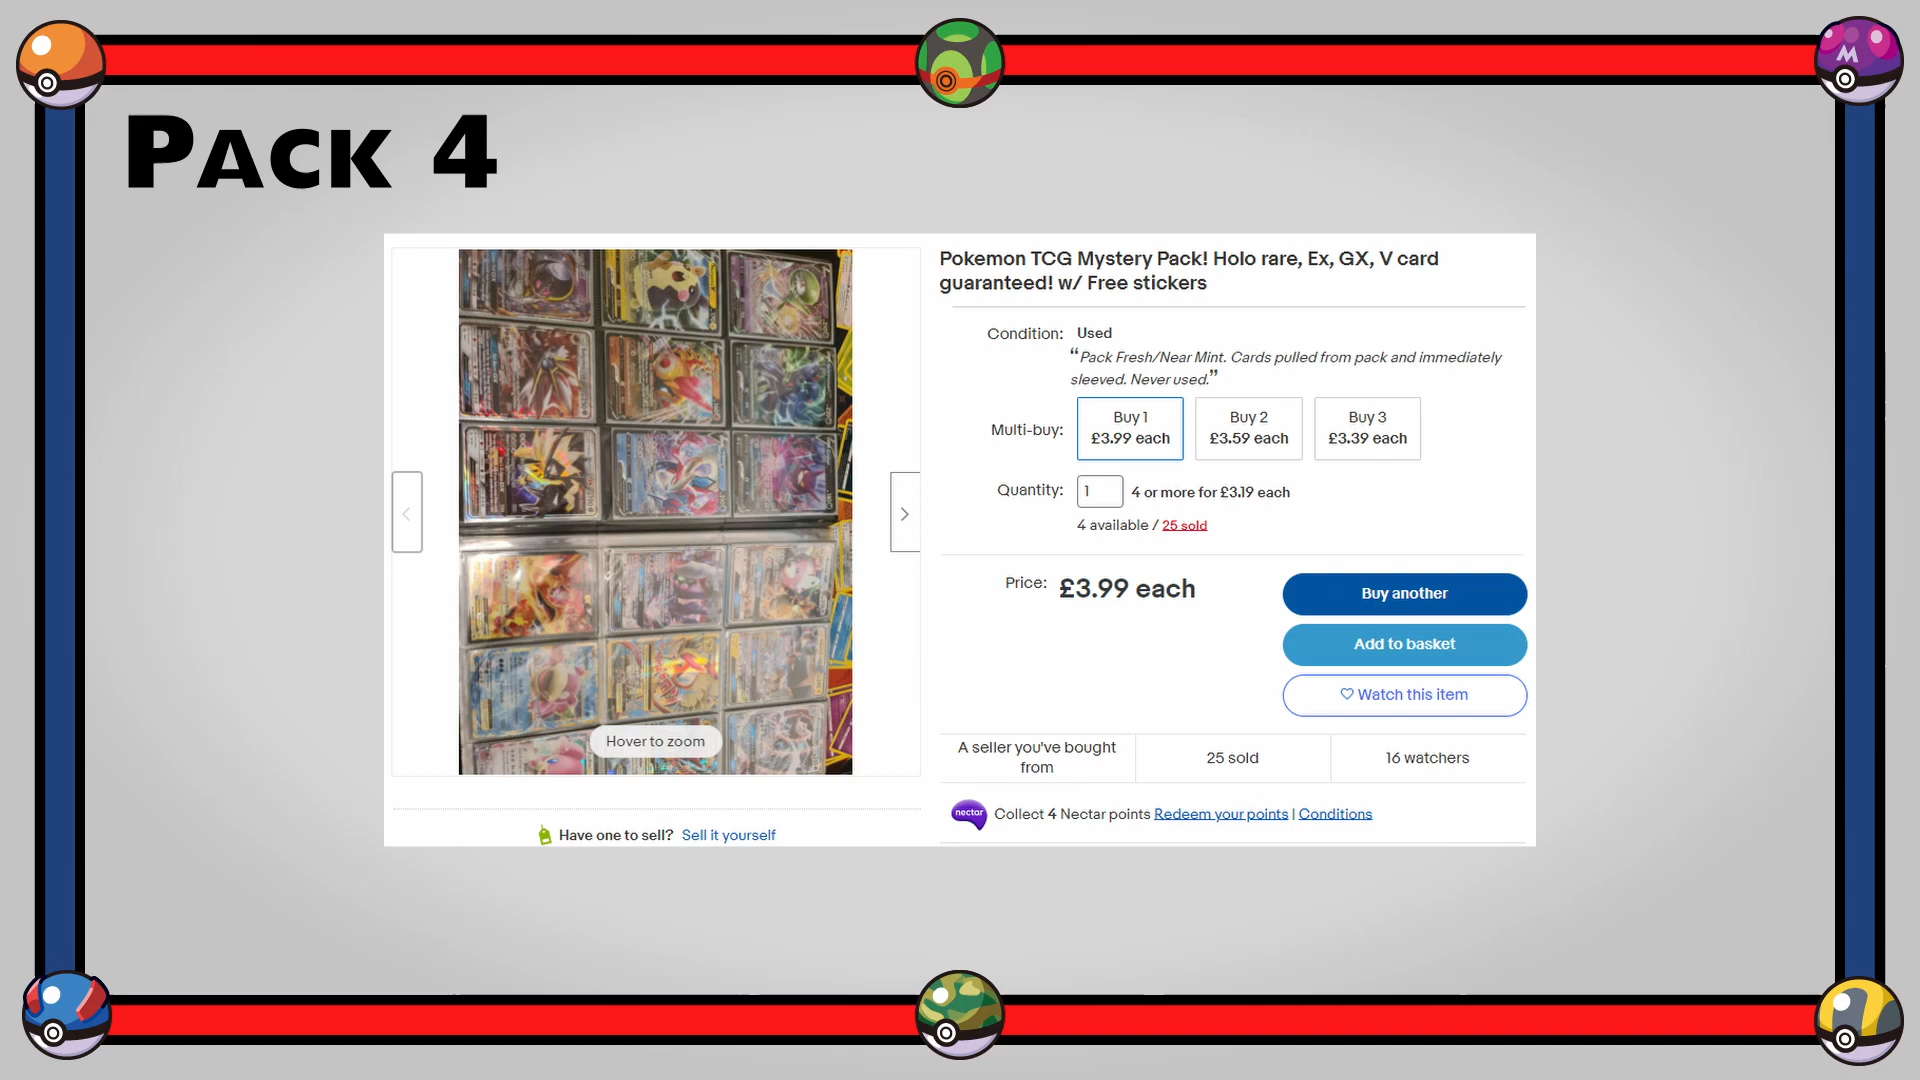 PACK 4
Pokemon TCG Mystery Pack! Holo rare, Ex, GX, V card
guaranteed! w/ Free stickers
Condition: Used
“Pack Fresh/Near Mint. Cards pulled from pack and immediately
sleeved. Never used.”
Multi-buy:
Buy 1
£3.99 each
Buy 2
£3.59 each
Buy 3
£3.39 each
Quantity: 1 4 or more for £3.19 each
4 available / 25 sold
Price: £3.99 each
Buy another
Add to basket
Watch this item
A seller you've bought
from
25 sold
16 watchers
nectar Collect 4 Nectar points Redeem your points | Conditions
Hover to zoom
Have one to sell? Sell it yourself
M